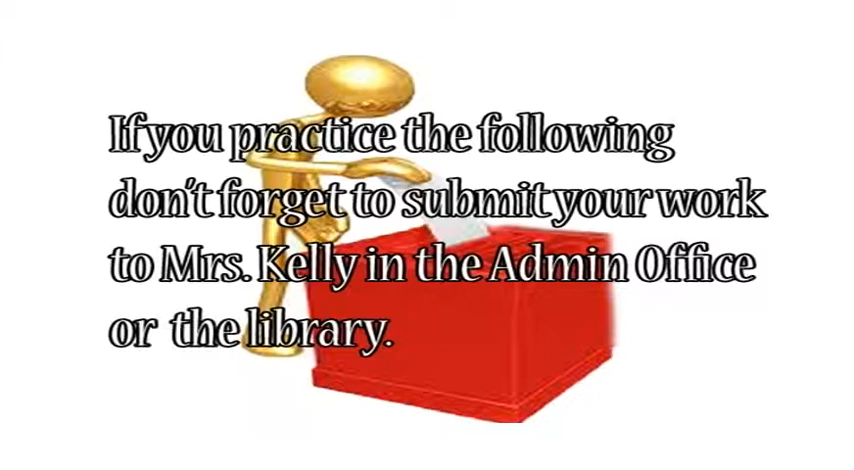 If you practice the following
don't forget to submit your work
to Mrs. Kelly in the Admin Office
or the library.